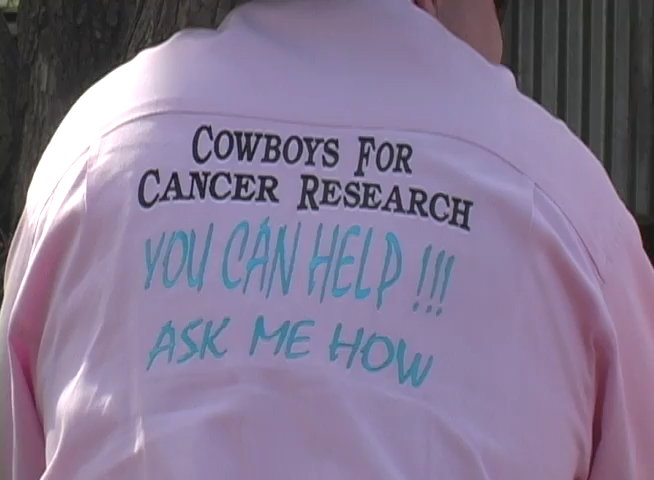 COWBOYS FOR
CANCER RESEARCH
YOU CAN HELP !!!
ASK ME HOW